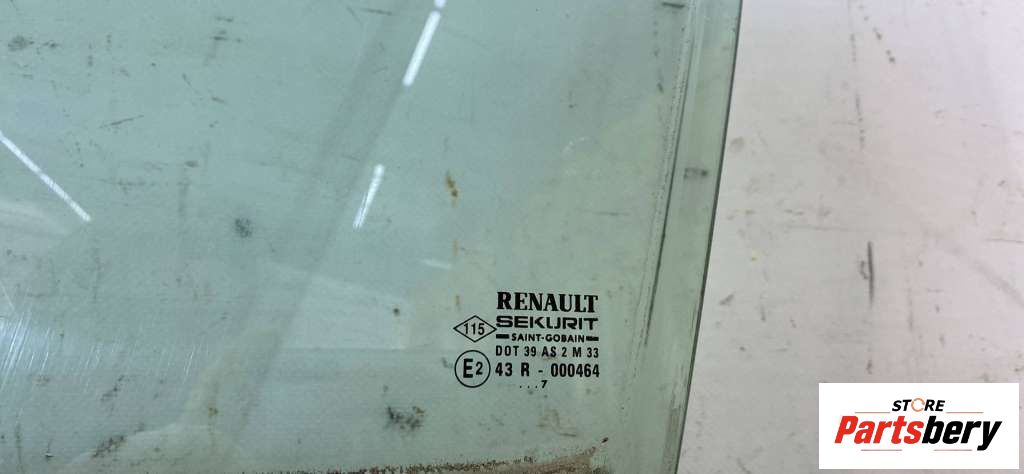 RENAULT
115
SEKURIT
SAINT-GOBAIN
DOT 39 AS 2 M 33
E2 43 R - 000464
...7
STORE
Partsbery